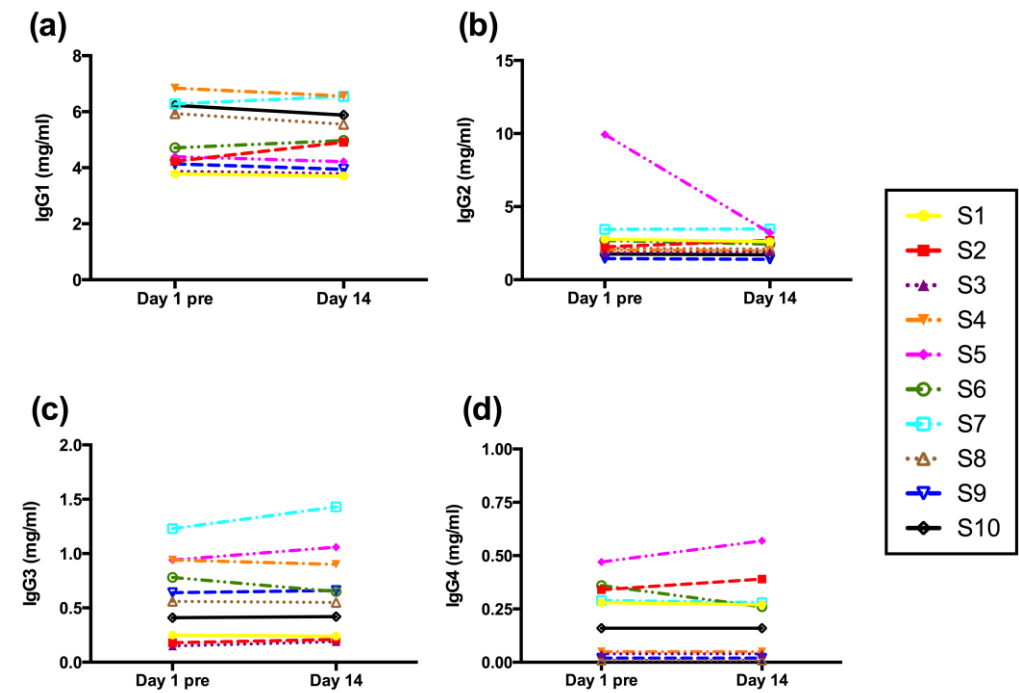 (a)
IgG1 (mg/ml)
8
6
4
2
0
Day 1 pre Day 14
(b)
IgG2 (mg/ml)
15
10
5
0
Day 1 pre Day 14
(c)
IgG3 (mg/ml)
2.0
1.5
1.0
0.5
0.0
Day 1 pre Day 14
(d)
IgG4 (mg/ml)
1.00
0.75
0.50
0.25
0.00
Day 1 pre Day 14
S1
S2
S3
S4
S5
S6
S7
S8
S9
S10